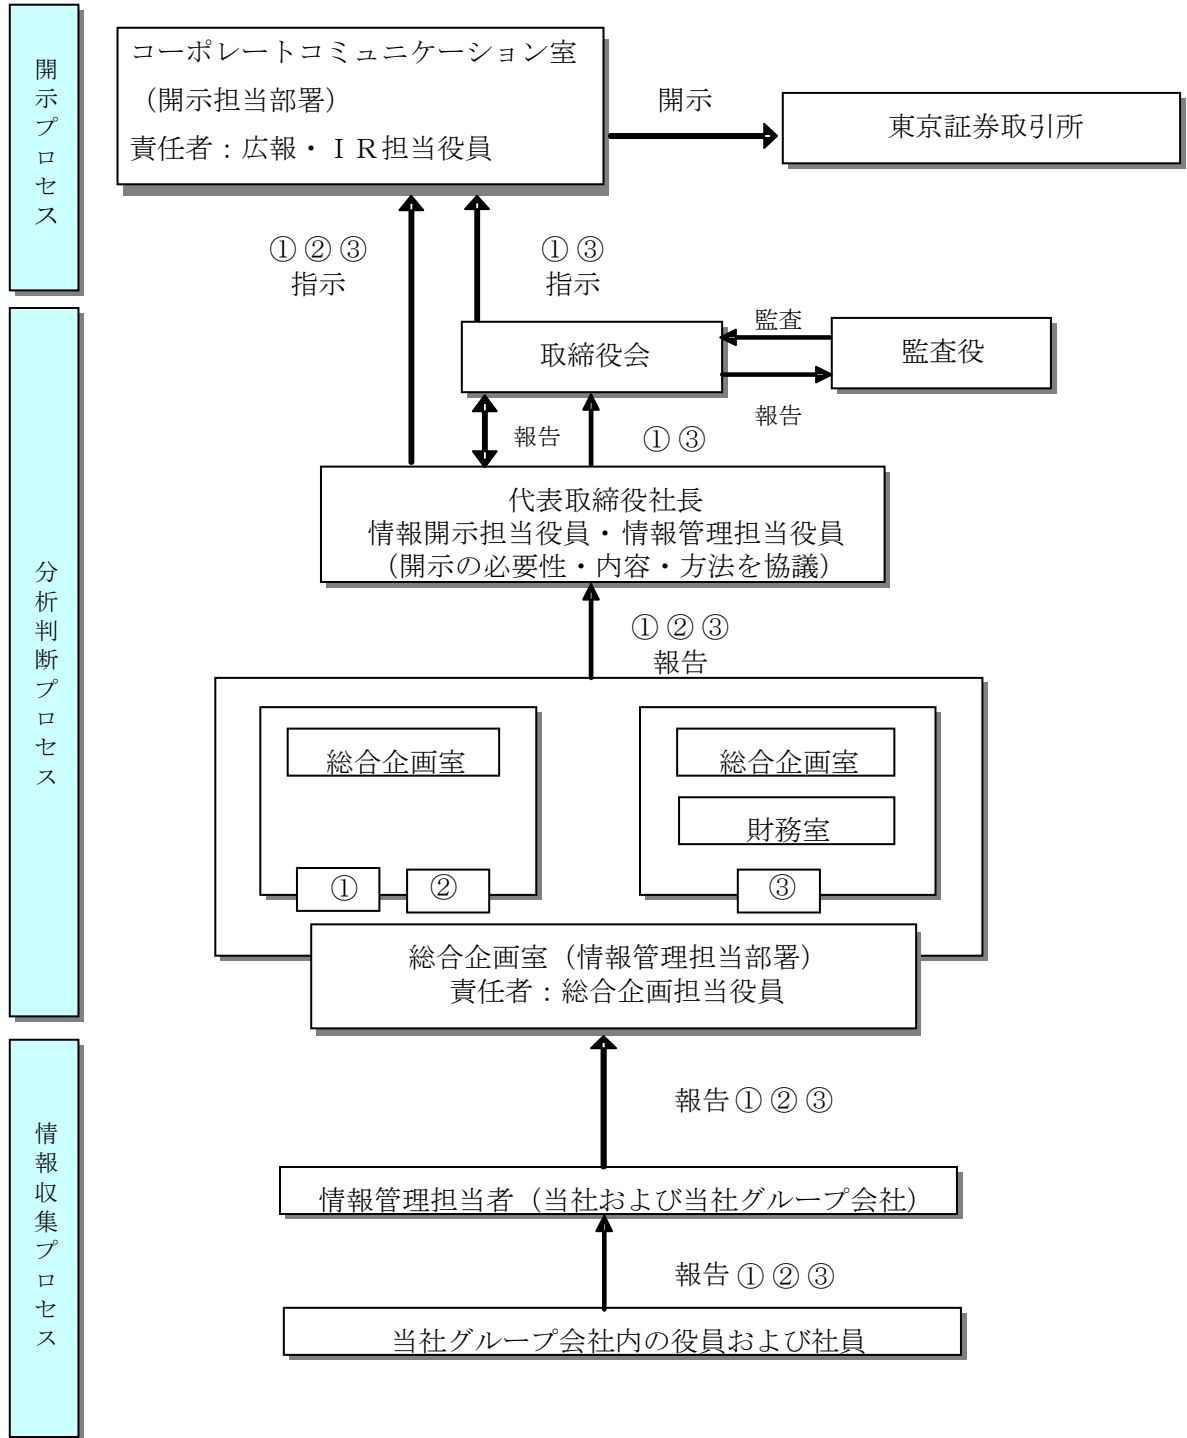 開示プロセス
コーポレートコミュニケーション室
（開示担当部署）
責任者：広報・ＩＲ担当役員
開示
東京証券取引所
①②③
指示
①③
指示
分析判断プロセス
取締役会
監査
監査役
報告
報告
①③
代表取締役社長
情報開示担当役員・情報管理担当役員
（開示の必要性・内容・方法を協議）
①②③
報告
総合企画室
①
②
総合企画室
財務室
③
総合企画室（情報管理担当部署）
責任者：総合企画担当役員
情報収集プロセス
報告①②③
情報管理担当者（当社および当社グループ会社）
報告①②③
当社グループ会社内の役員および社員